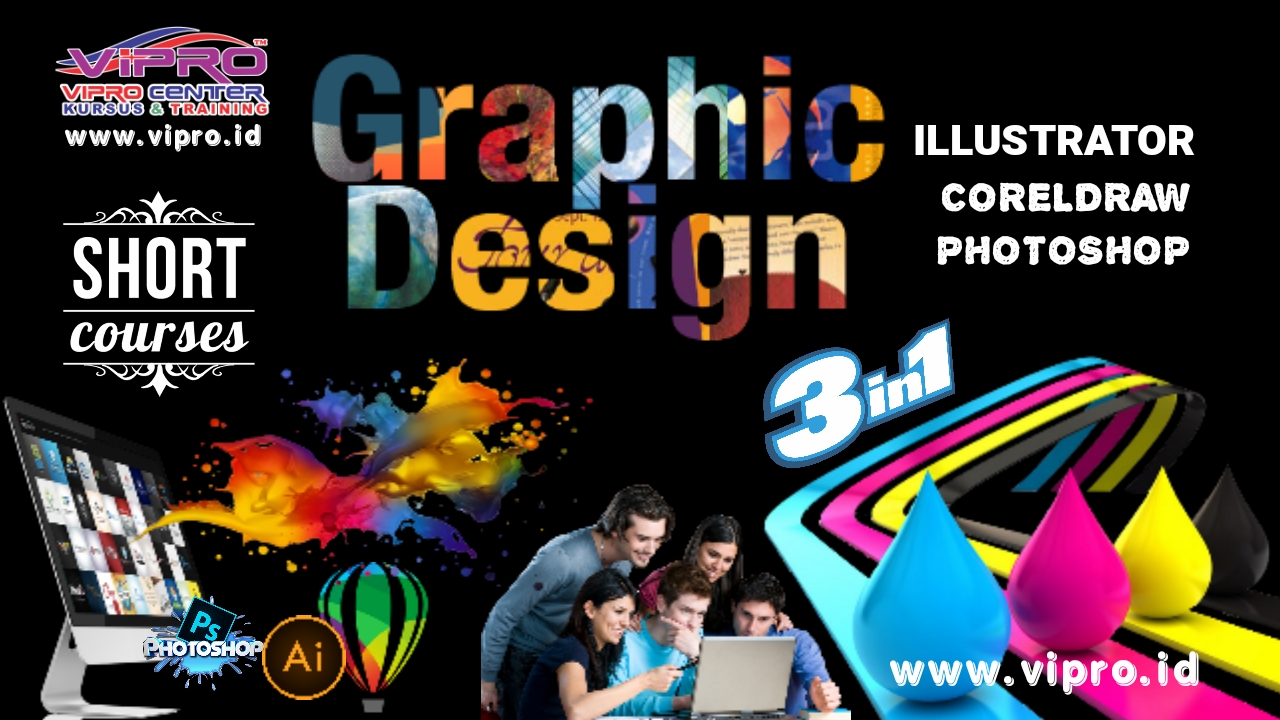 VIPRO™
VIPRO CENTER
KURSUS & TRAINING
www.vipro.id
Graphic
Design
ILLUSTRATOR
CORELDRAW
PHOTOSHOP
SHORT
courses
3in1
Ps
PHOTOSHOP
Ai
www.vipro.id